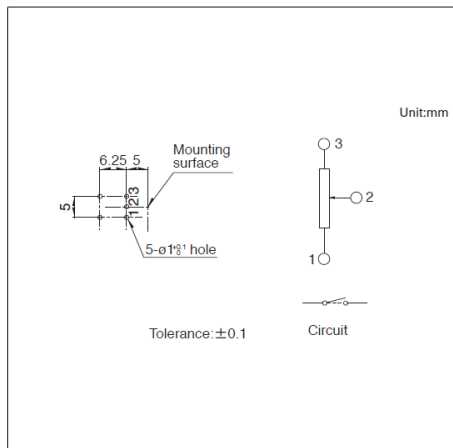 Unit:mm
6.25 5
Mounting
surface
5
1 2 3
5-ø1 +0.1 0 hole
3
2
1
Tolerance:±0.1
Circuit